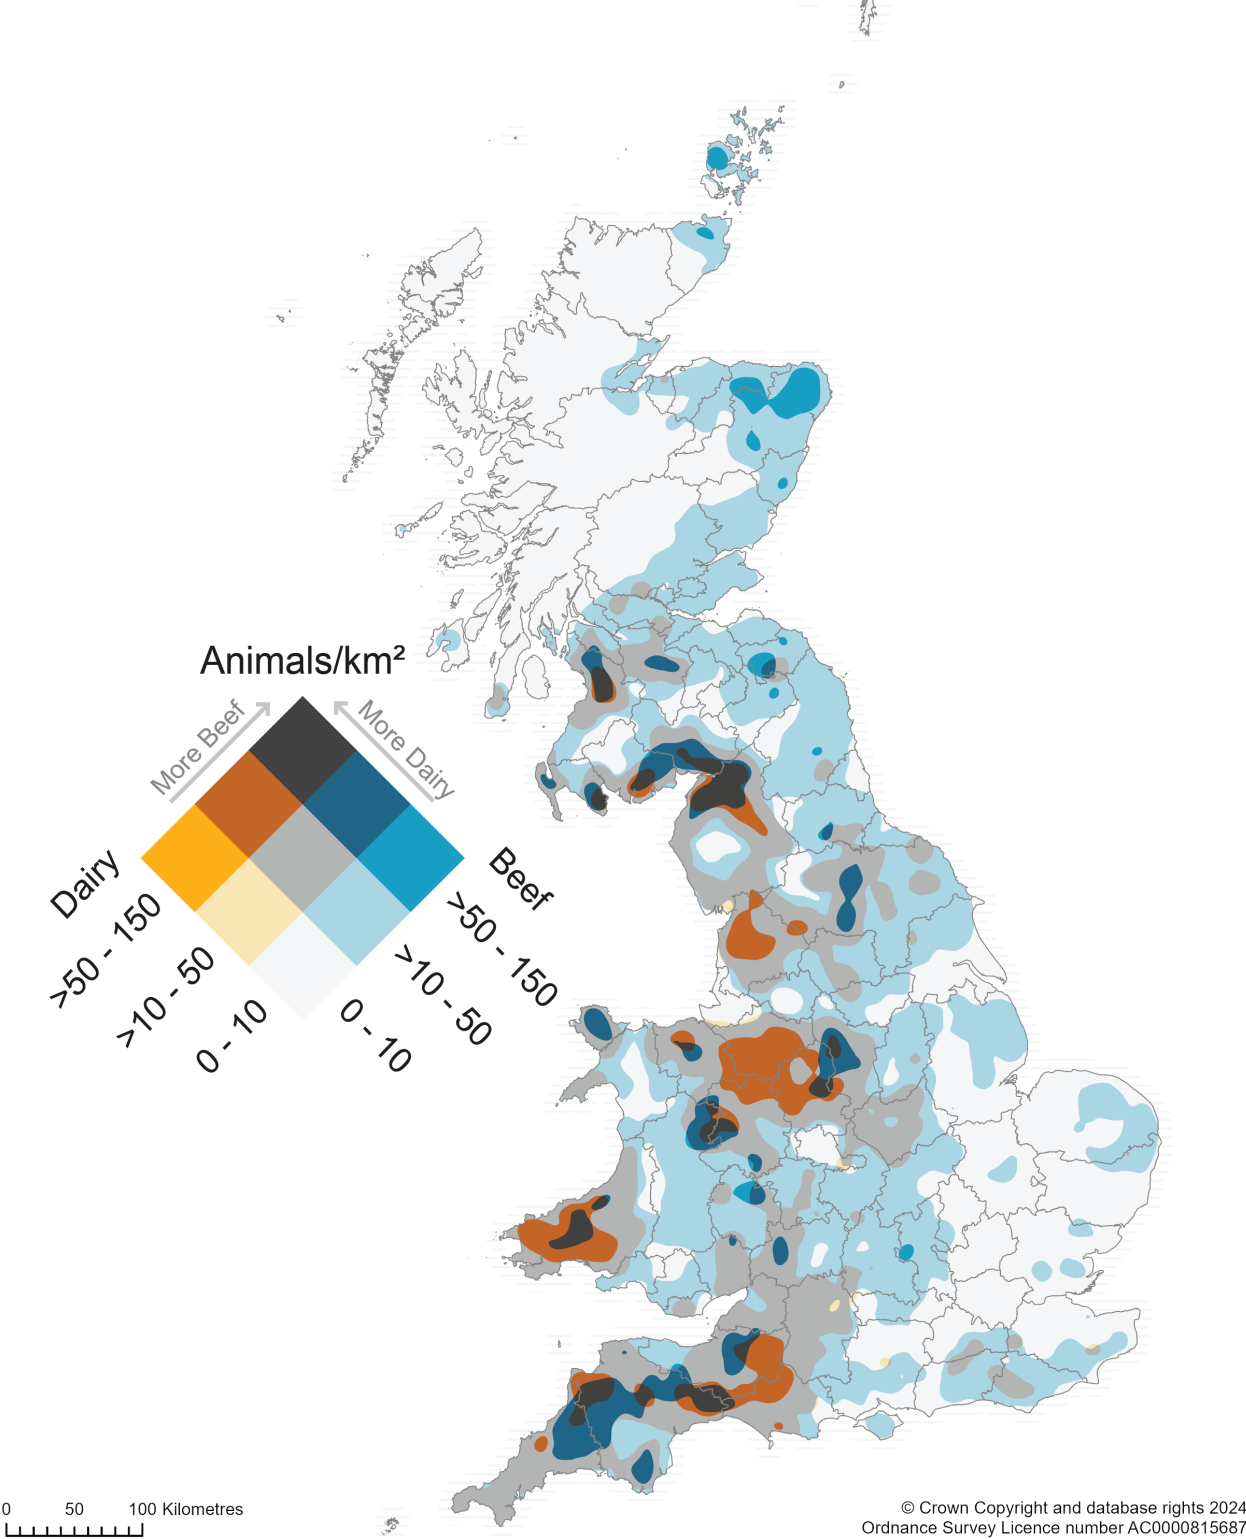 Animals/km²
More Beef
More Dairy
Dairy
Beef
>50 - 150
>10 - 50
0 - 10
0 - 10
>10 - 50
>50 - 150
0 50 100 Kilometres
© Crown Copyright and database rights 2024
Ordnance Survey Licence number AC0000815687